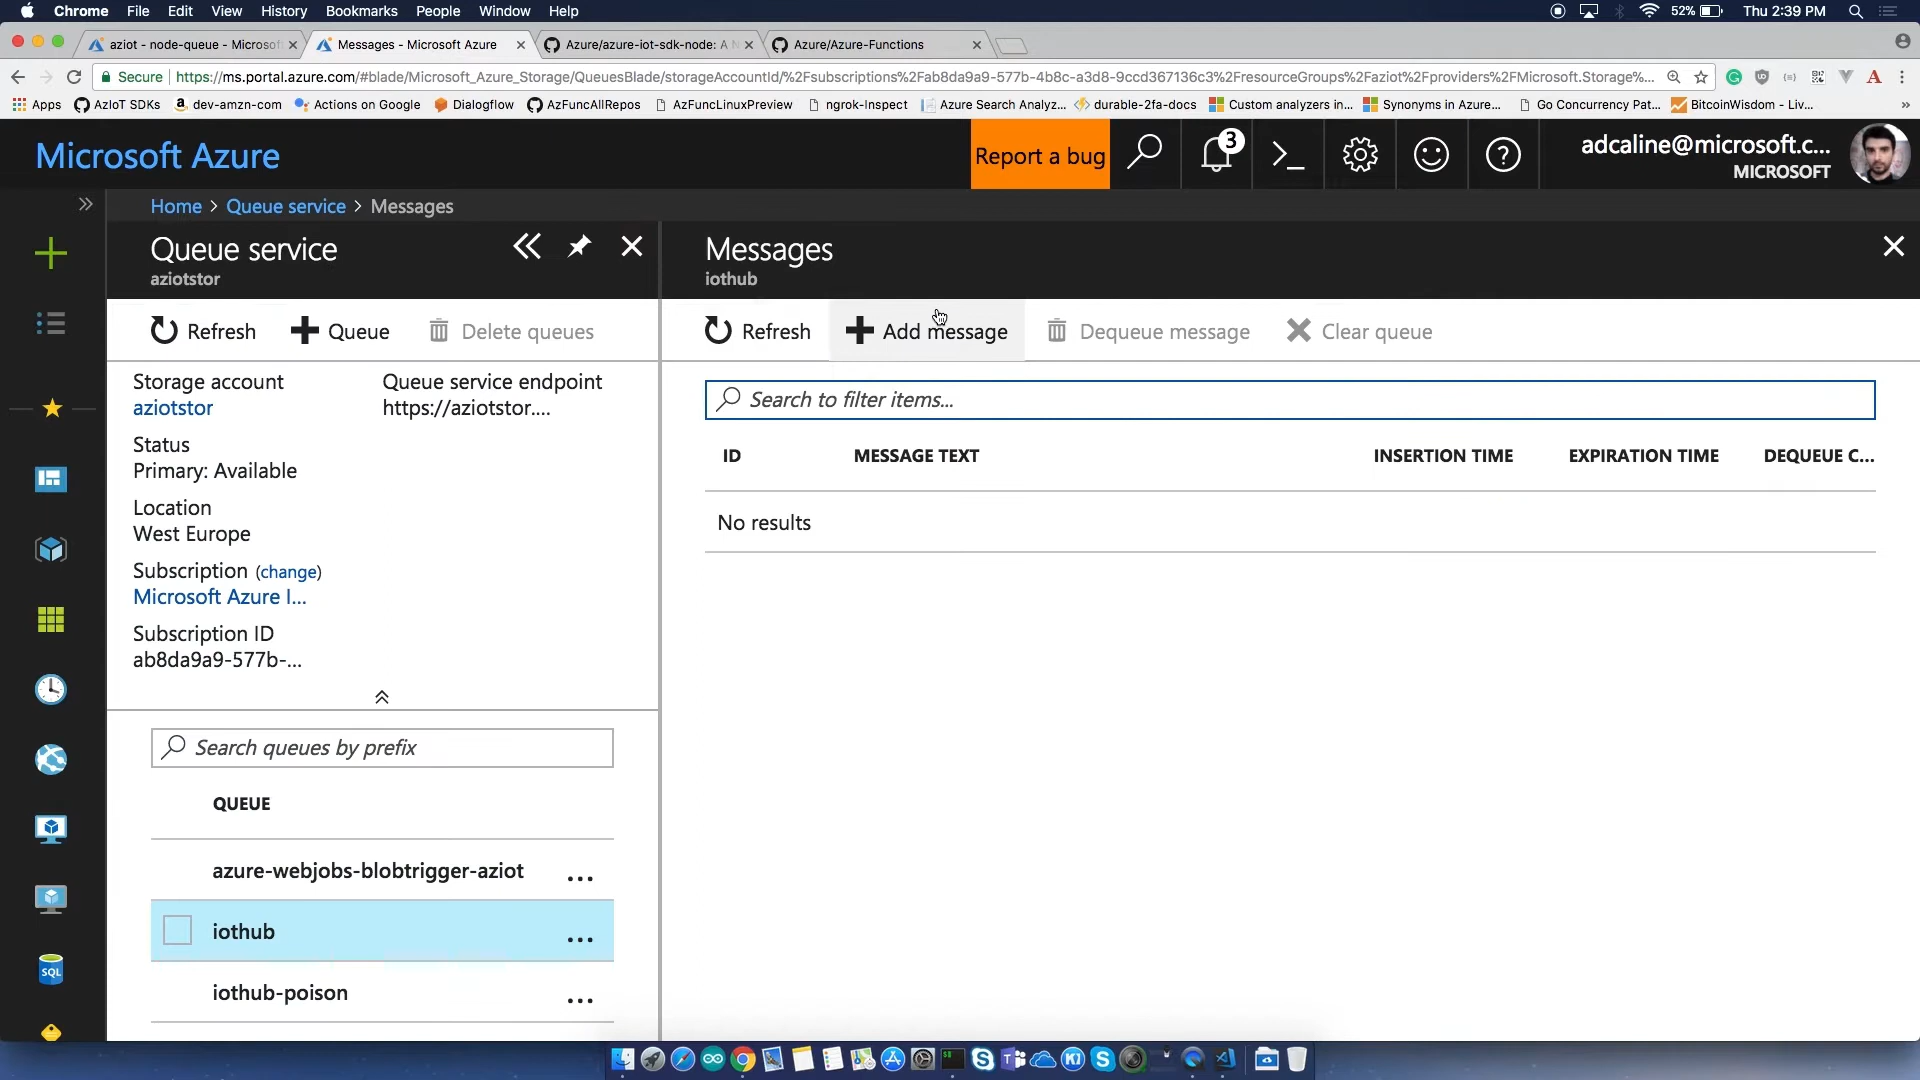 Chrome File Edit View History Bookmarks People Window Help 52% Thu 2:39 PM
aziot - node-queue - Microsof Messages - Microsoft Azure Azure/azure-iot-sdk-node: A N Azure/Azure-Functions
Secure https://ms.portal.azure.com/#blade/Microsoft_Azure_Storage/QueuesBlade/storageAccountId/%2Fsubscriptions%2Fab8da9a9-577b-4b8c-a3d8-9ccd367136c3%2FresourceGroups%2Faziot%2Fproviders%2FMicrosoft.Storage%...
Apps AzIoT SDKs dev-amzn-com Actions on Google Dialogflow AzFuncAllRepos AzFuncLinuxPreview ngrok-Inspect Azure Search Analyz... durable-2fa-docs Custom analyzers in... Synonyms in Azure... Go Concurrency Pat... BitcoinWisdom - Liv... »
Microsoft Azure Report a bug 3 adcaline@microsoft.c...
MICROSOFT
Home > Queue service > Messages
Queue service
aziotstor
Messages
iothub
Refresh Queue Delete queues
Refresh Add message Dequeue message Clear queue
Storage account
aziotstor
Queue service endpoint
https://aziotstor....
Status
Primary: Available
Location
West Europe
Subscription (change)
Microsoft Azure I...
Subscription ID
ab8da9a9-577b-...
Search queues by prefix
QUEUE
azure-webjobs-blobtrigger-aziot ...
iothub ...
iothub-poison ...
Search to filter items...
ID MESSAGE TEXT INSERTION TIME EXPIRATION TIME DEQUEUE C...
No results
SQL